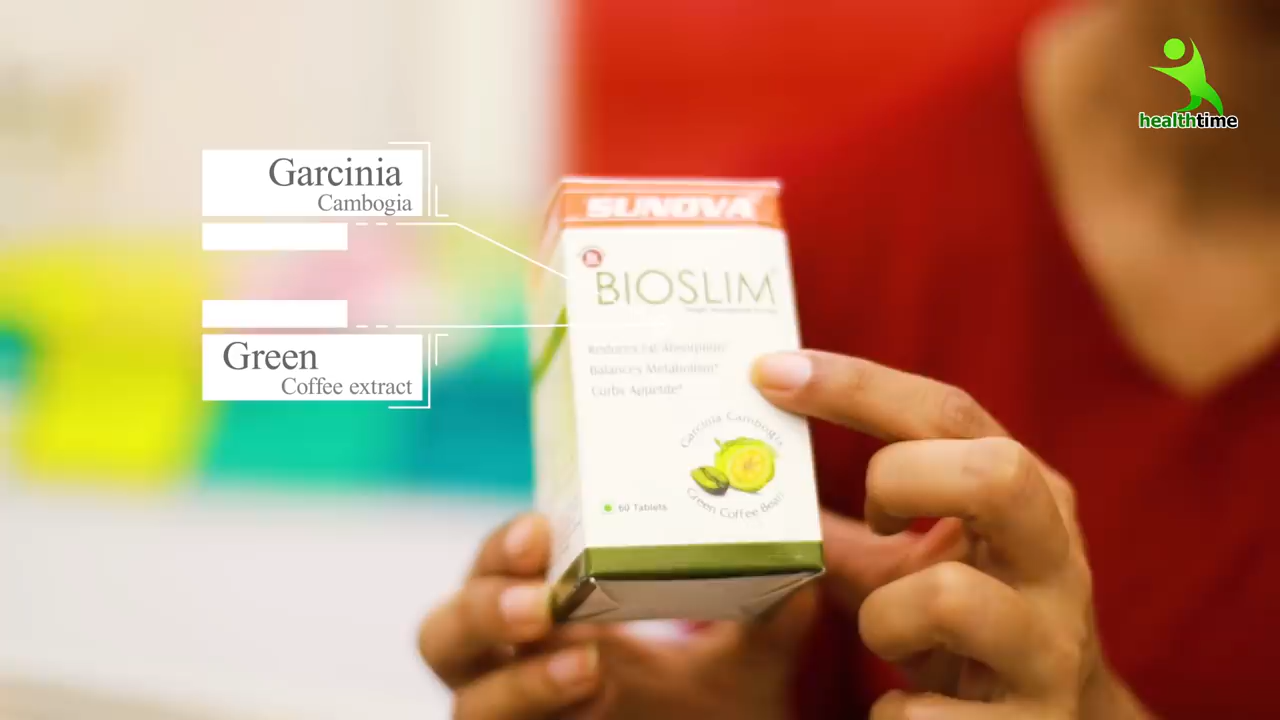 healthtime
Garcinia
Cambogia
Green
Coffee extract
SUNOVA
BIOSLIM
Reduces Fat Absorption
Balances Metabolism†
Curbs Appetite†
Garcinia Cambogia
Green Coffee Bean
60 Tablets